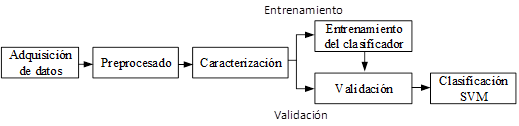 Entrenamiento
Adquisición
de datos
Preprocesado
Caracterización
Entrenamiento
del clasificador
Validación
Clasificación
SVM
Validación